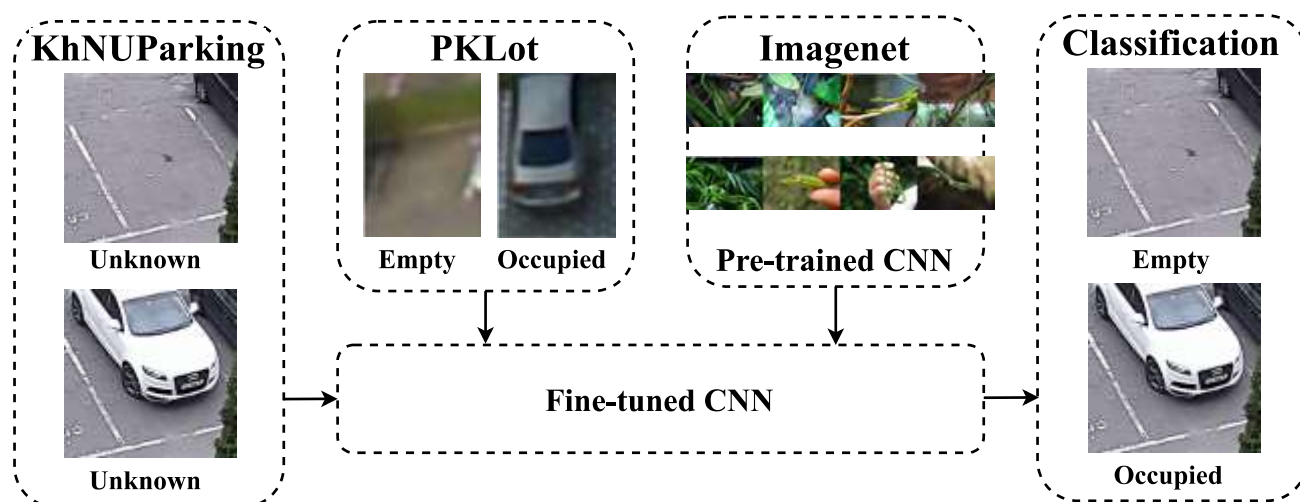 KhNUParking
Unknown
Unknown
PKLot
Empty
Occupied
Imagenet
Pre-trained CNN
Fine-tuned CNN
Classification
Empty
Occupied